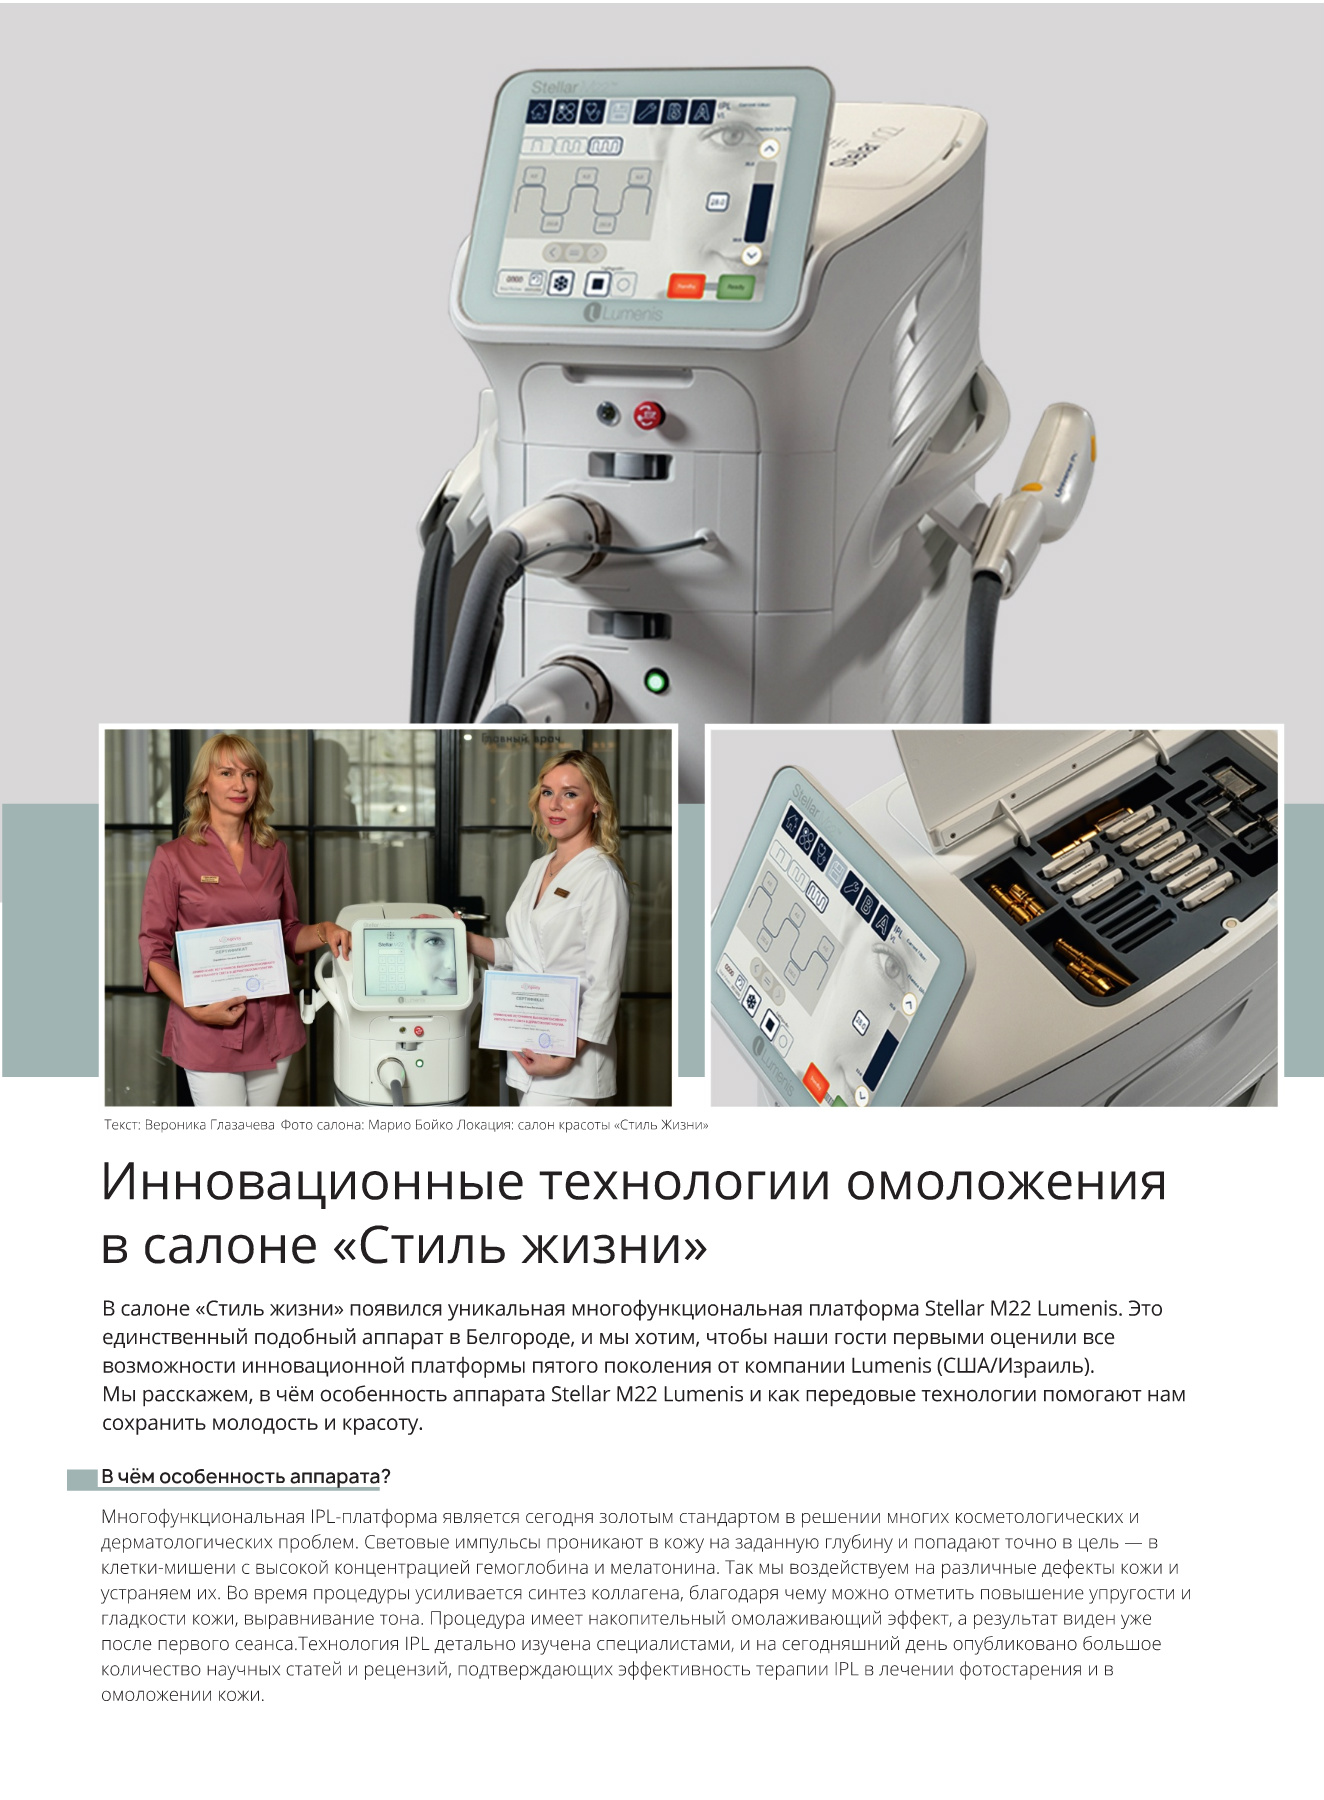 Stellar M22
IPL
Ready
Lumenis
Stellar M22
Universal IPL
Главный врач
Stellar
СЕРТИФИКАТ
СЕРТИФИКАТ
Lumenis
Stellar
IPL
Lumenis
Текст: Вероника Глазачева Фото салона: Марио Бойко Локация: салон красоты «Стиль Жизни»
Инновационные технологии омоложения
в салоне «Стиль жизни»
В салоне «Стиль жизни» появился уникальная многофункциональная платформа Stellar M22 Lumenis. Это
единственный подобный аппарат в Белгороде, и мы хотим, чтобы наши гости первыми оценили все
возможности инновационной платформы пятого поколения от компании Lumenis (США/Израиль).
Мы расскажем, в чём особенность аппарата Stellar M22 Lumenis и как передовые технологии помогают нам
сохранить молодость и красоту.
В чём особенность аппарата?
Многофункциональная IPL-платформа является сегодня золотым стандартом в решении многих косметологических и
дерматологических проблем. Световые импульсы проникают в кожу на заданную глубину и попадают точно в цель — в
клетки-мишени с высокой концентрацией гемоглобина и мелатонина. Так мы воздействуем на различные дефекты кожи и
устраняем их. Во время процедуры усиливается синтез коллагена, благодаря чему можно отметить повышение упругости и
гладкости кожи, выравнивание тона. Процедура имеет накопительный омолаживающий эффект, а результат виден уже
после первого сеанса.Технология IPL детально изучена специалистами, и на сегодняшний день опубликовано большое
количество научных статей и рецензий, подтверждающих эффективность терапии IPL в лечении фотостарения и в
омоложении кожи.